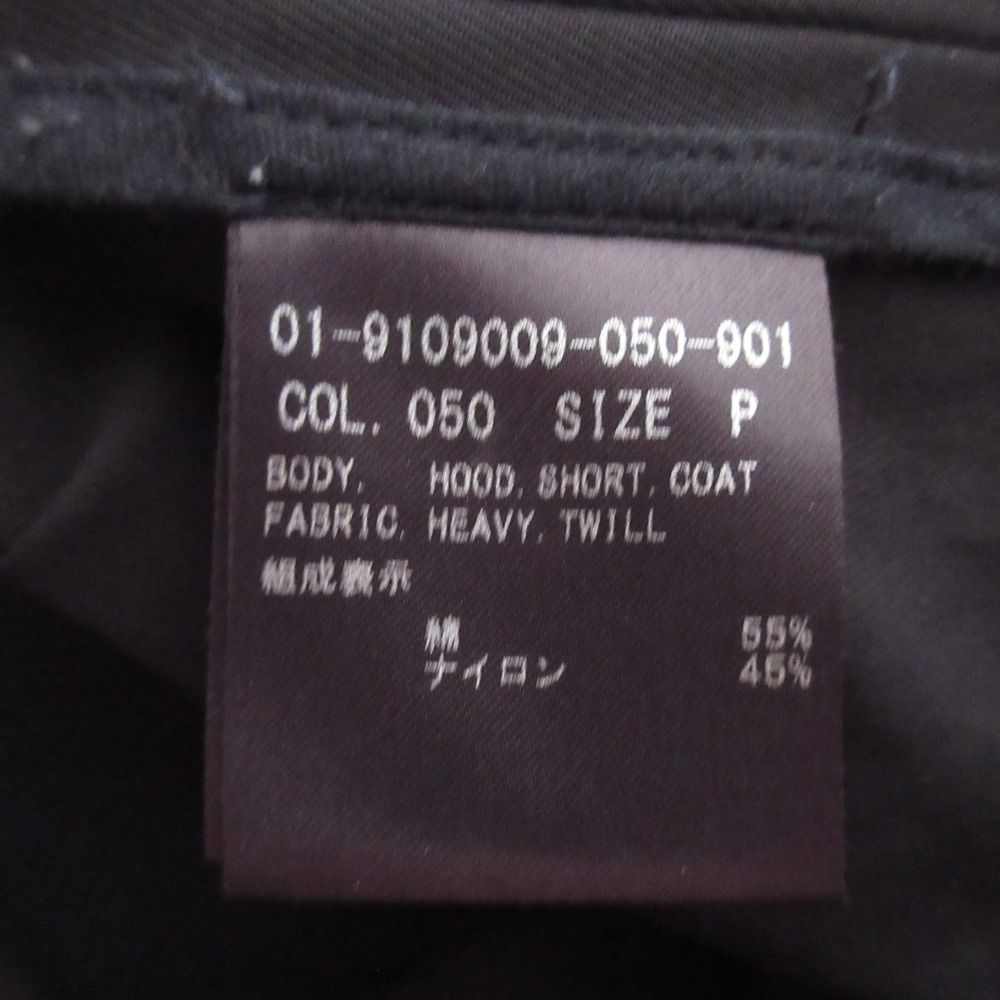 01-9109009-050-901
COL. 050 SIZE P
BODY. HOOD.SHORT.COAT
FABRIC. HEAVY.TWILL
組成表示
綿 55%
ナイロン 45%